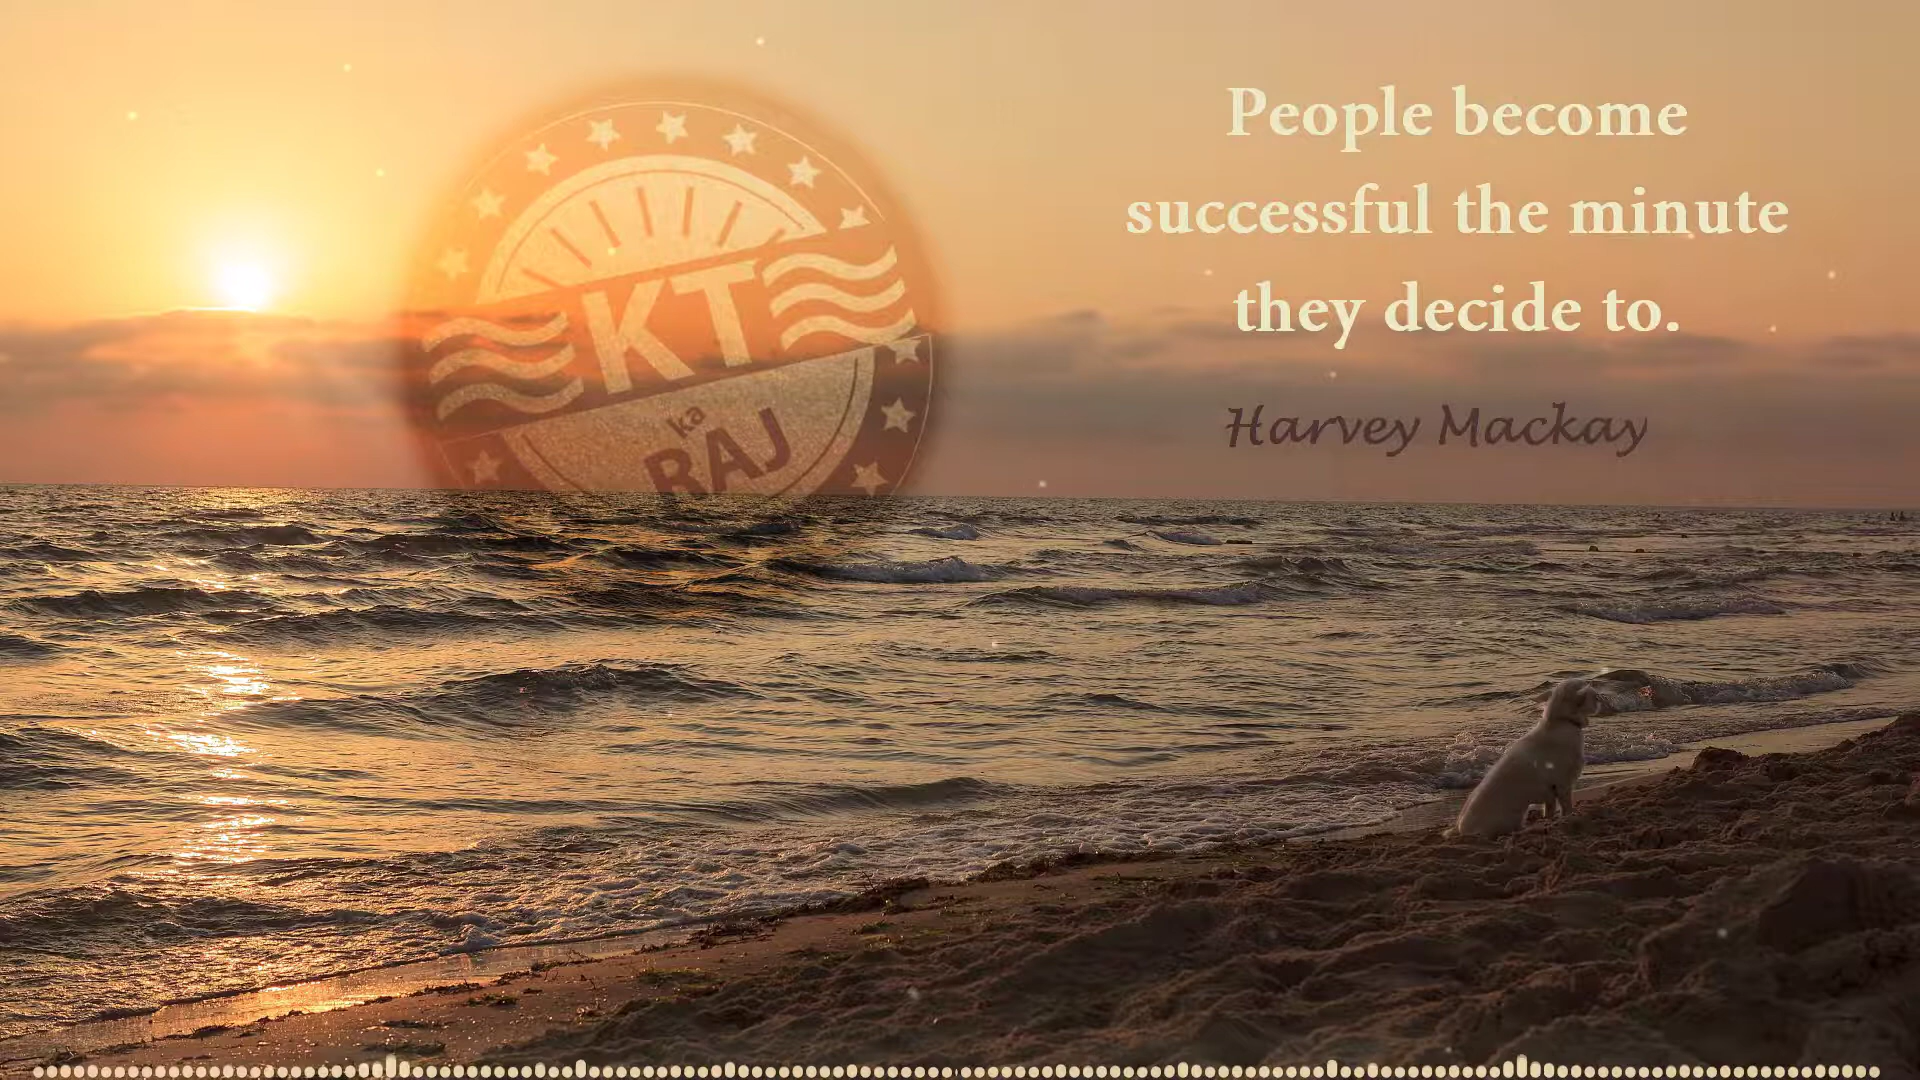 KT
ka
RAJ
People become
successful the minute
they decide to.
Harvey Mackay